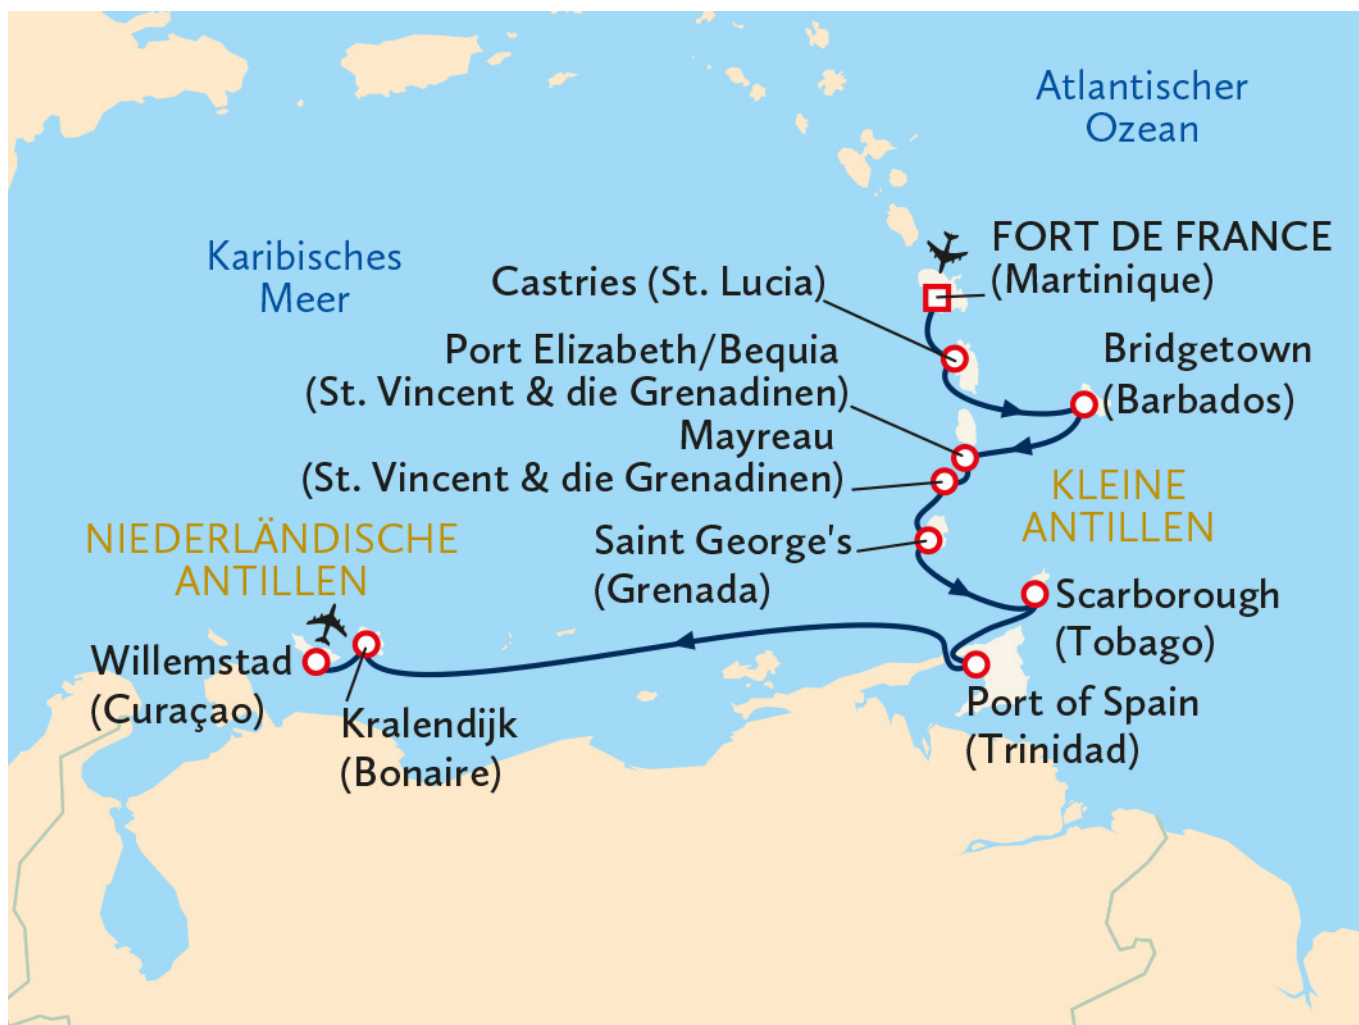 Atlantischer
Ozean
Karibisches
Meer
FORT DE FRANCE
(Martinique)
Castries (St. Lucia)
Port Elizabeth/Bequia
(St. Vincent & die Grenadinen)
Bridgetown
(Barbados)
Mayreau
(St. Vincent & die Grenadinen)
KLEINE
ANTILLEN
NIEDERLÄNDISCHE
ANTILLEN
Saint George's
(Grenada)
Scarborough
(Tobago)
Willemstad
(Curaçao)
Kralendijk
(Bonaire)
Port of Spain
(Trinidad)